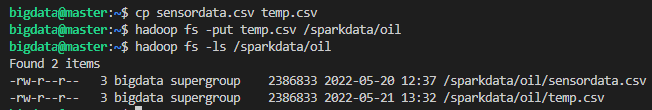 bigdata@master:~$ cp sensordata.csv temp.csv
bigdata@master:~$ hadoop fs -put temp.csv /sparkdata/oil
bigdata@master:~$ hadoop fs -ls /sparkdata/oil
Found 2 items
-rw-r--r--   3 bigdata supergroup    2386833 2022-05-20 12:37 /sparkdata/oil/sensordata.csv
-rw-r--r--   3 bigdata supergroup    2386833 2022-05-21 13:32 /sparkdata/oil/temp.csv